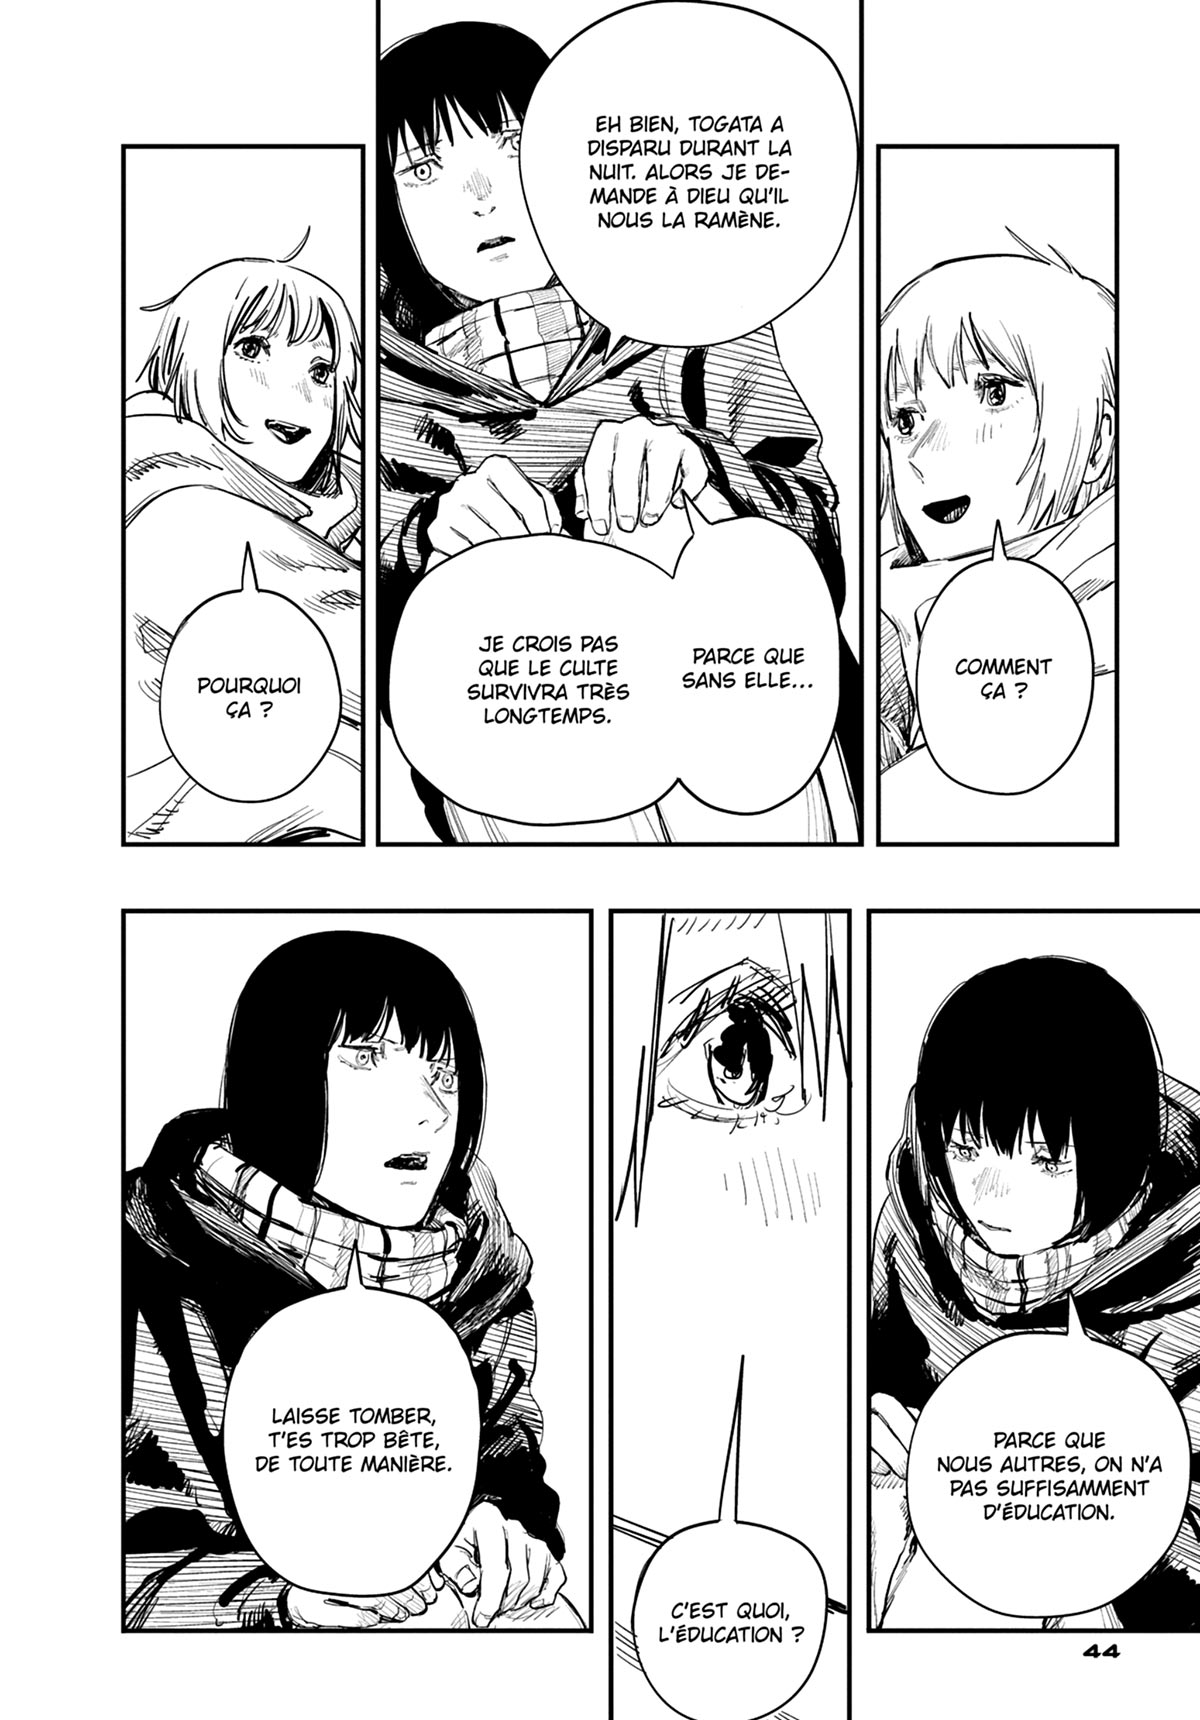 COMMENT
ÇA ?
EH BIEN, TOGATA A
DISPARU DURANT LA
NUIT. ALORS JE DE-
MANDE À DIEU QU'IL
NOUS LA RAMÈNE.
PARCE QUE
SANS ELLE...
JE CROIS PAS
QUE LE CULTE
SURVIVRA TRÈS
LONGTEMPS.
POURQUOI
ÇA ?
PARCE QUE
NOUS AUTRES, ON N'A
PAS SUFFISAMMENT
D'ÉDUCATION.
C'EST QUOI,
L'ÉDUCATION ?
LAISSE TOMBER,
T'ES TROP BÊTE,
DE TOUTE MANIÈRE.
44